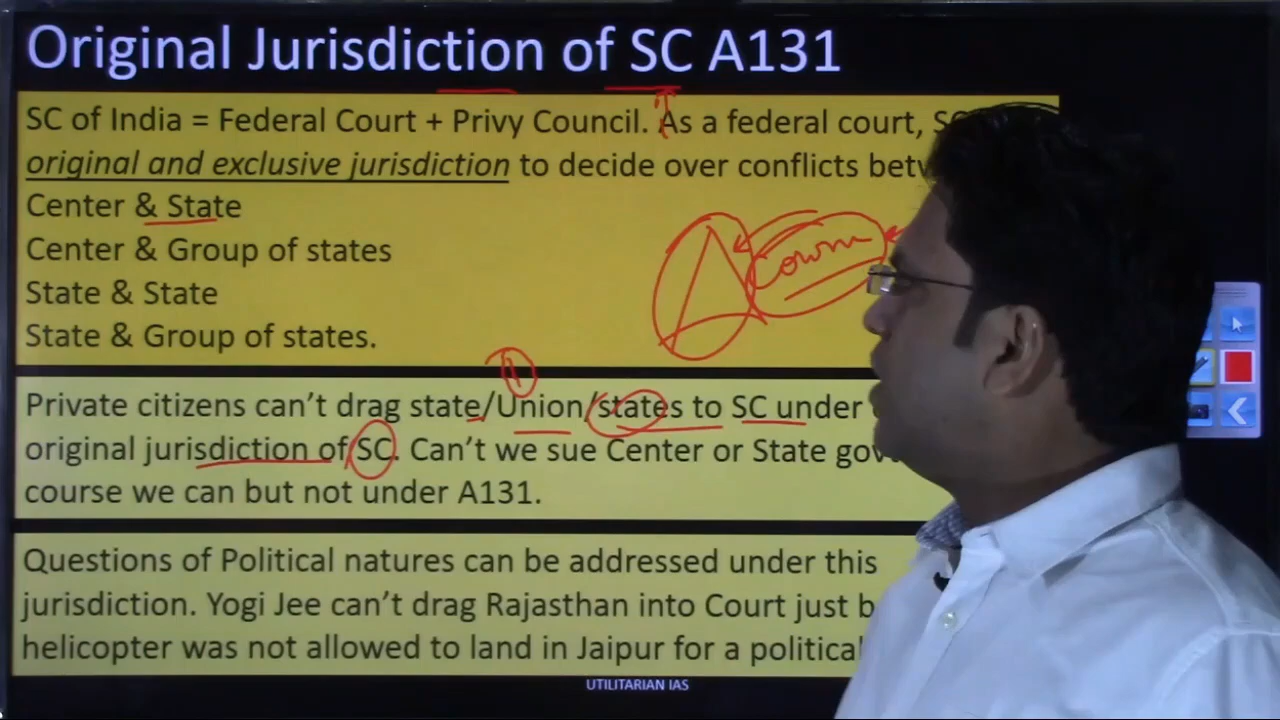 Original Jurisdiction of SC A131
SC of India = Federal Court + Privy Council. As a federal court, SC
original and exclusive jurisdiction to decide over conflicts betw
Center & State
Center & Group of states
State & State
State & Group of states.
Private citizens can't drag state/Union/states to SC under
original jurisdiction of SC. Can't we sue Center or State gov
course we can but not under A131.
Questions of Political natures can be addressed under this
jurisdiction. Yogi Jee can't drag Rajasthan into Court just b
helicopter was not allowed to land in Jaipur for a political
UTILITARIAN IAS